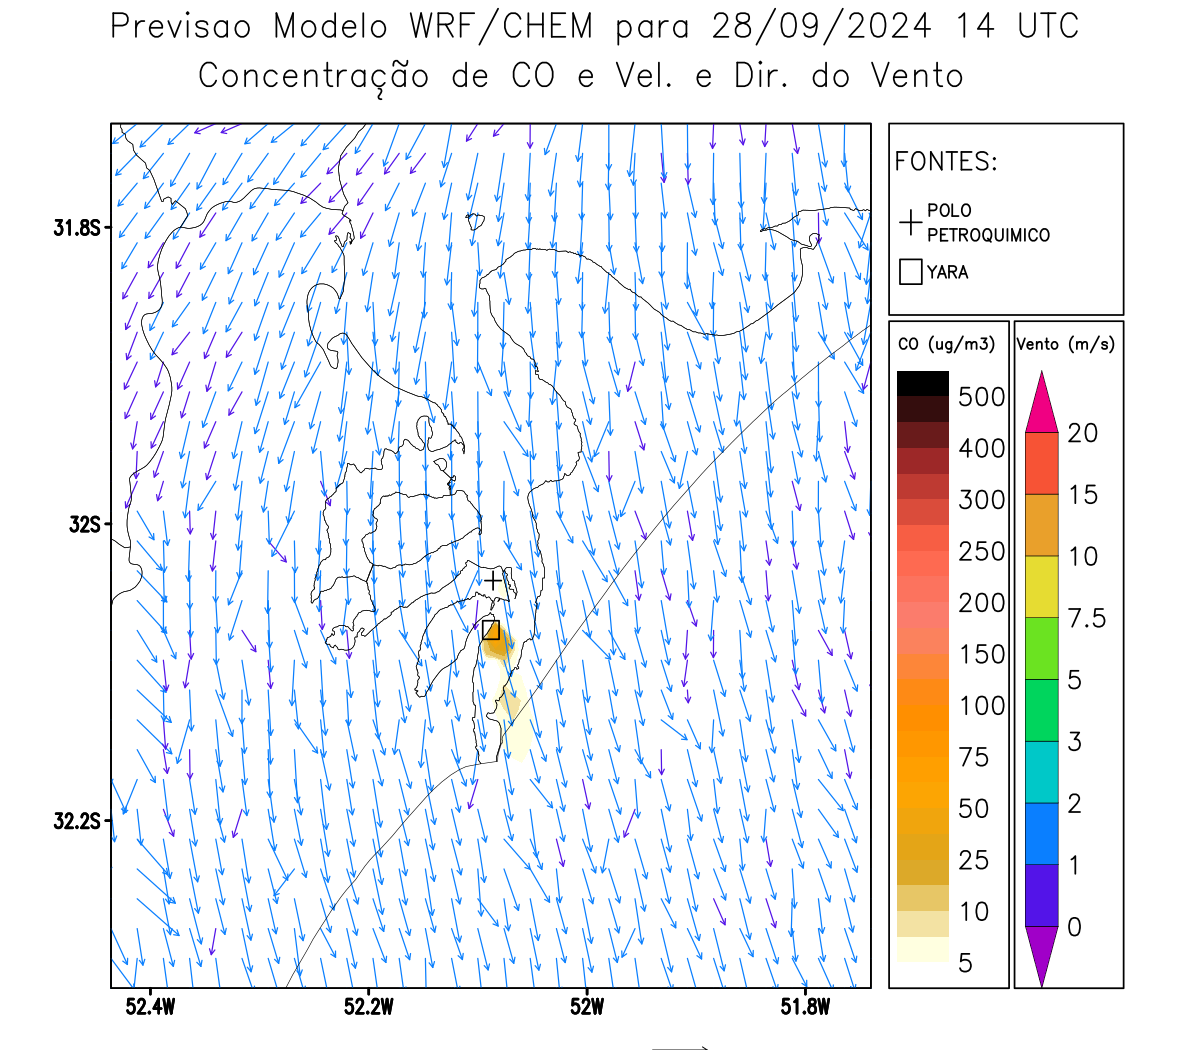 Previsao Modelo WRF/CHEM para 28/09/2024 14 UTC
Concentração de CO e Vel. e Dir. do Vento
FONTES:
POLO
PETROQUIMICO
YARA
CO (ug/m3)
500
400
300
250
200
150
100
75
50
25
10
5
Vento (m/s)
20
15
10
7.5
5
3
2
1
0
31.8S
32S
32.2S
52.4W
52.2W
52W
51.8W